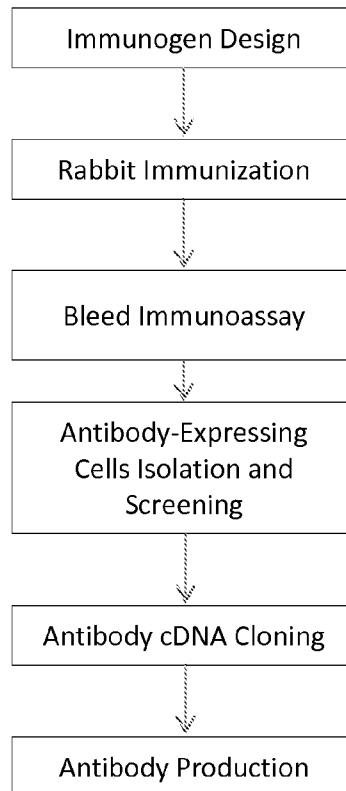 Immunogen Design
Rabbit Immunization
Bleed Immunoassay
Antibody-Expressing
Cells Isolation and
Screening
Antibody cDNA Cloning
Antibody Production